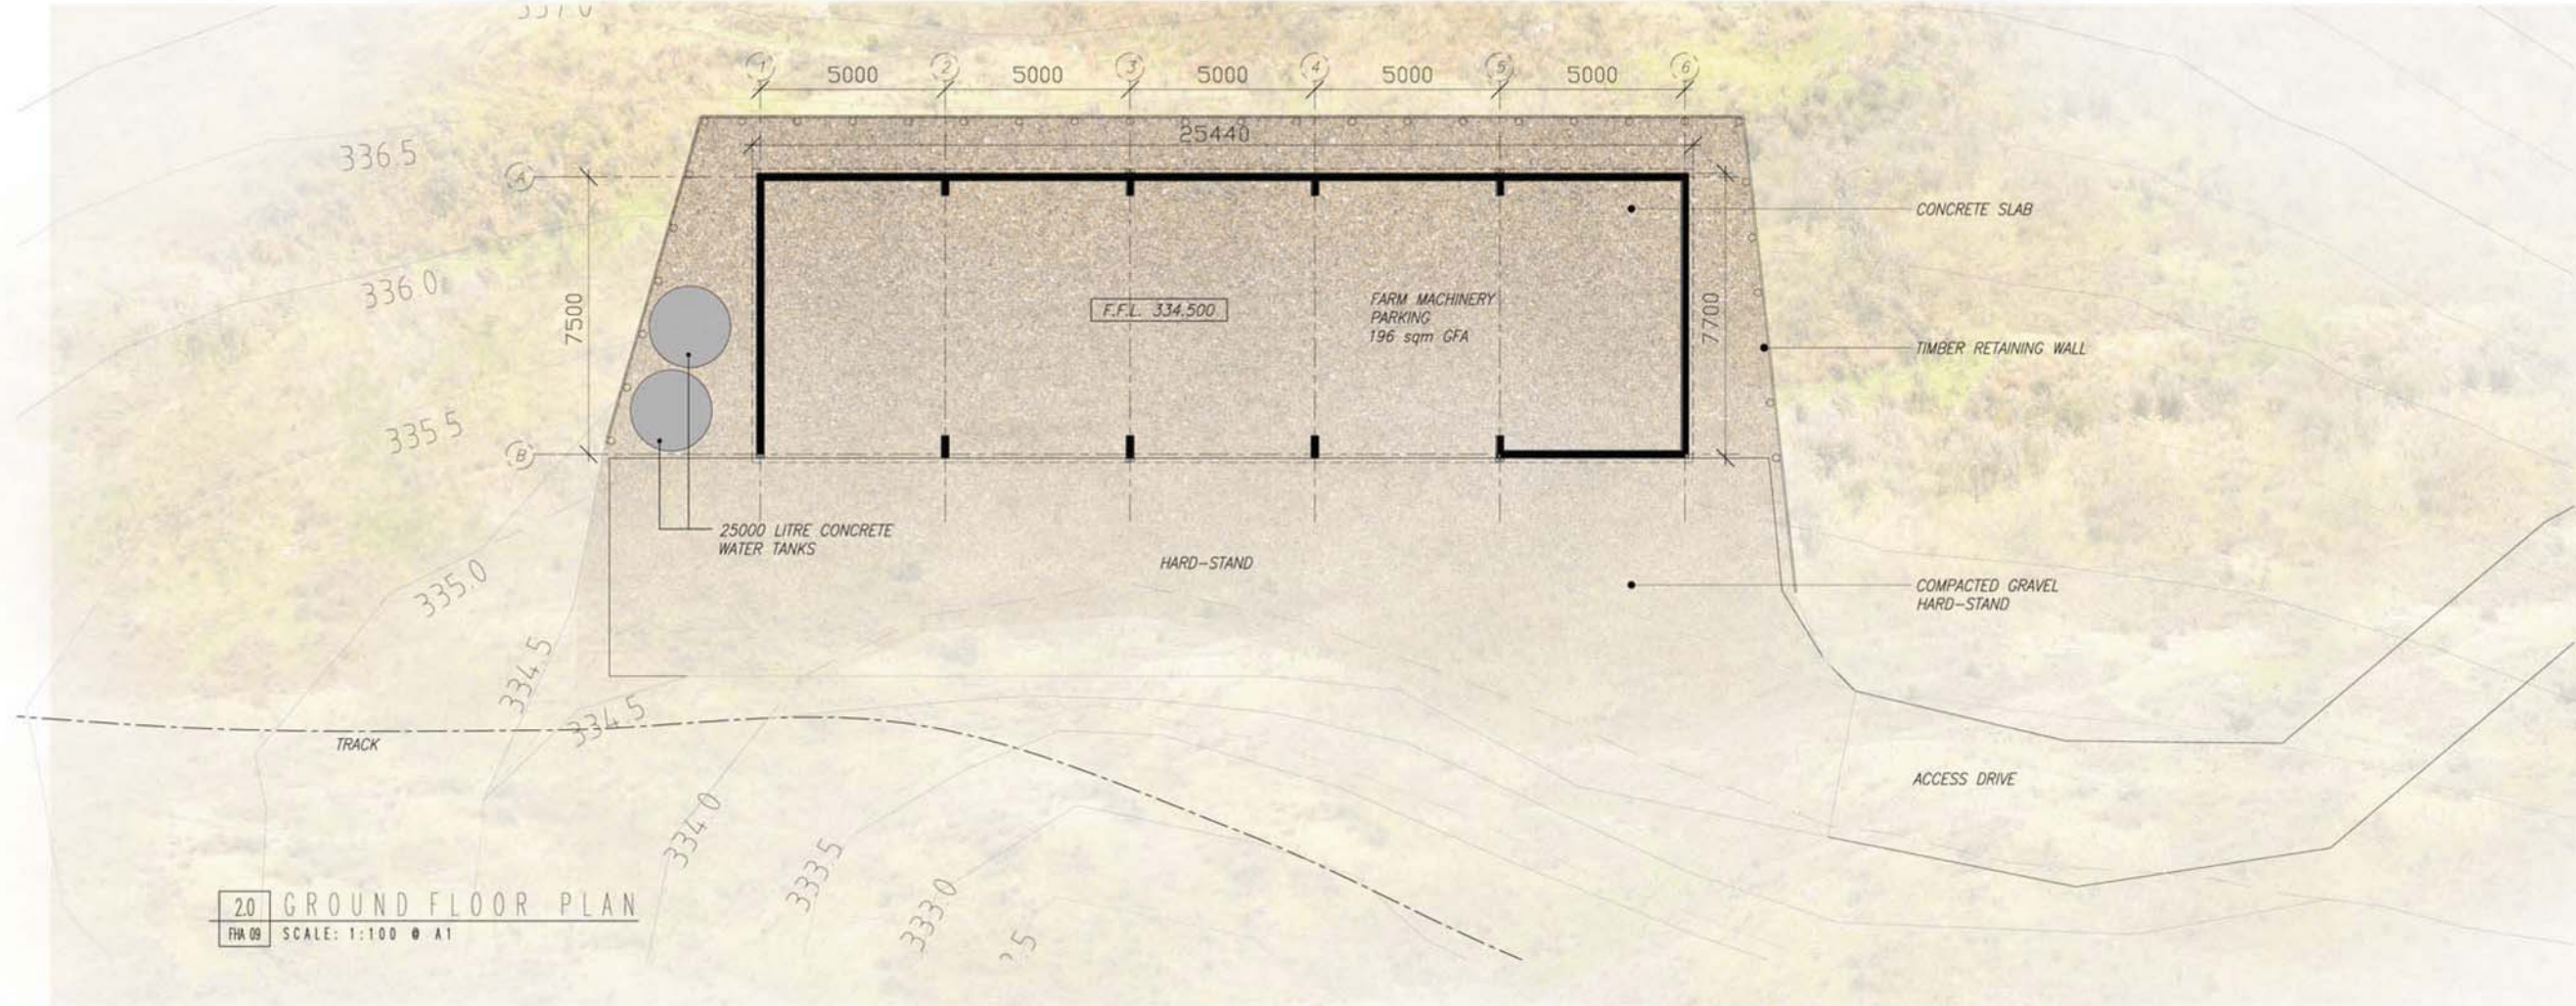 337.0
1
5000
2
5000
3
5000
4
5000
5
5000
6
25440
336.5
A
CONCRETE SLAB
336.0
7500
F.F.L. 334.500
FARM MACHINERY
PARKING
196 sqm GFA
7700
TIMBER RETAINING WALL
335.5
B
25000 LITRE CONCRETE
WATER TANKS
HARD-STAND
335.0
COMPACTED GRAVEL
HARD-STAND
334.5
334.5
TRACK
ACCESS DRIVE
334.0
333.5
333.0
2.0 GROUND FLOOR PLAN
FHA 09 SCALE: 1:100 @ A1